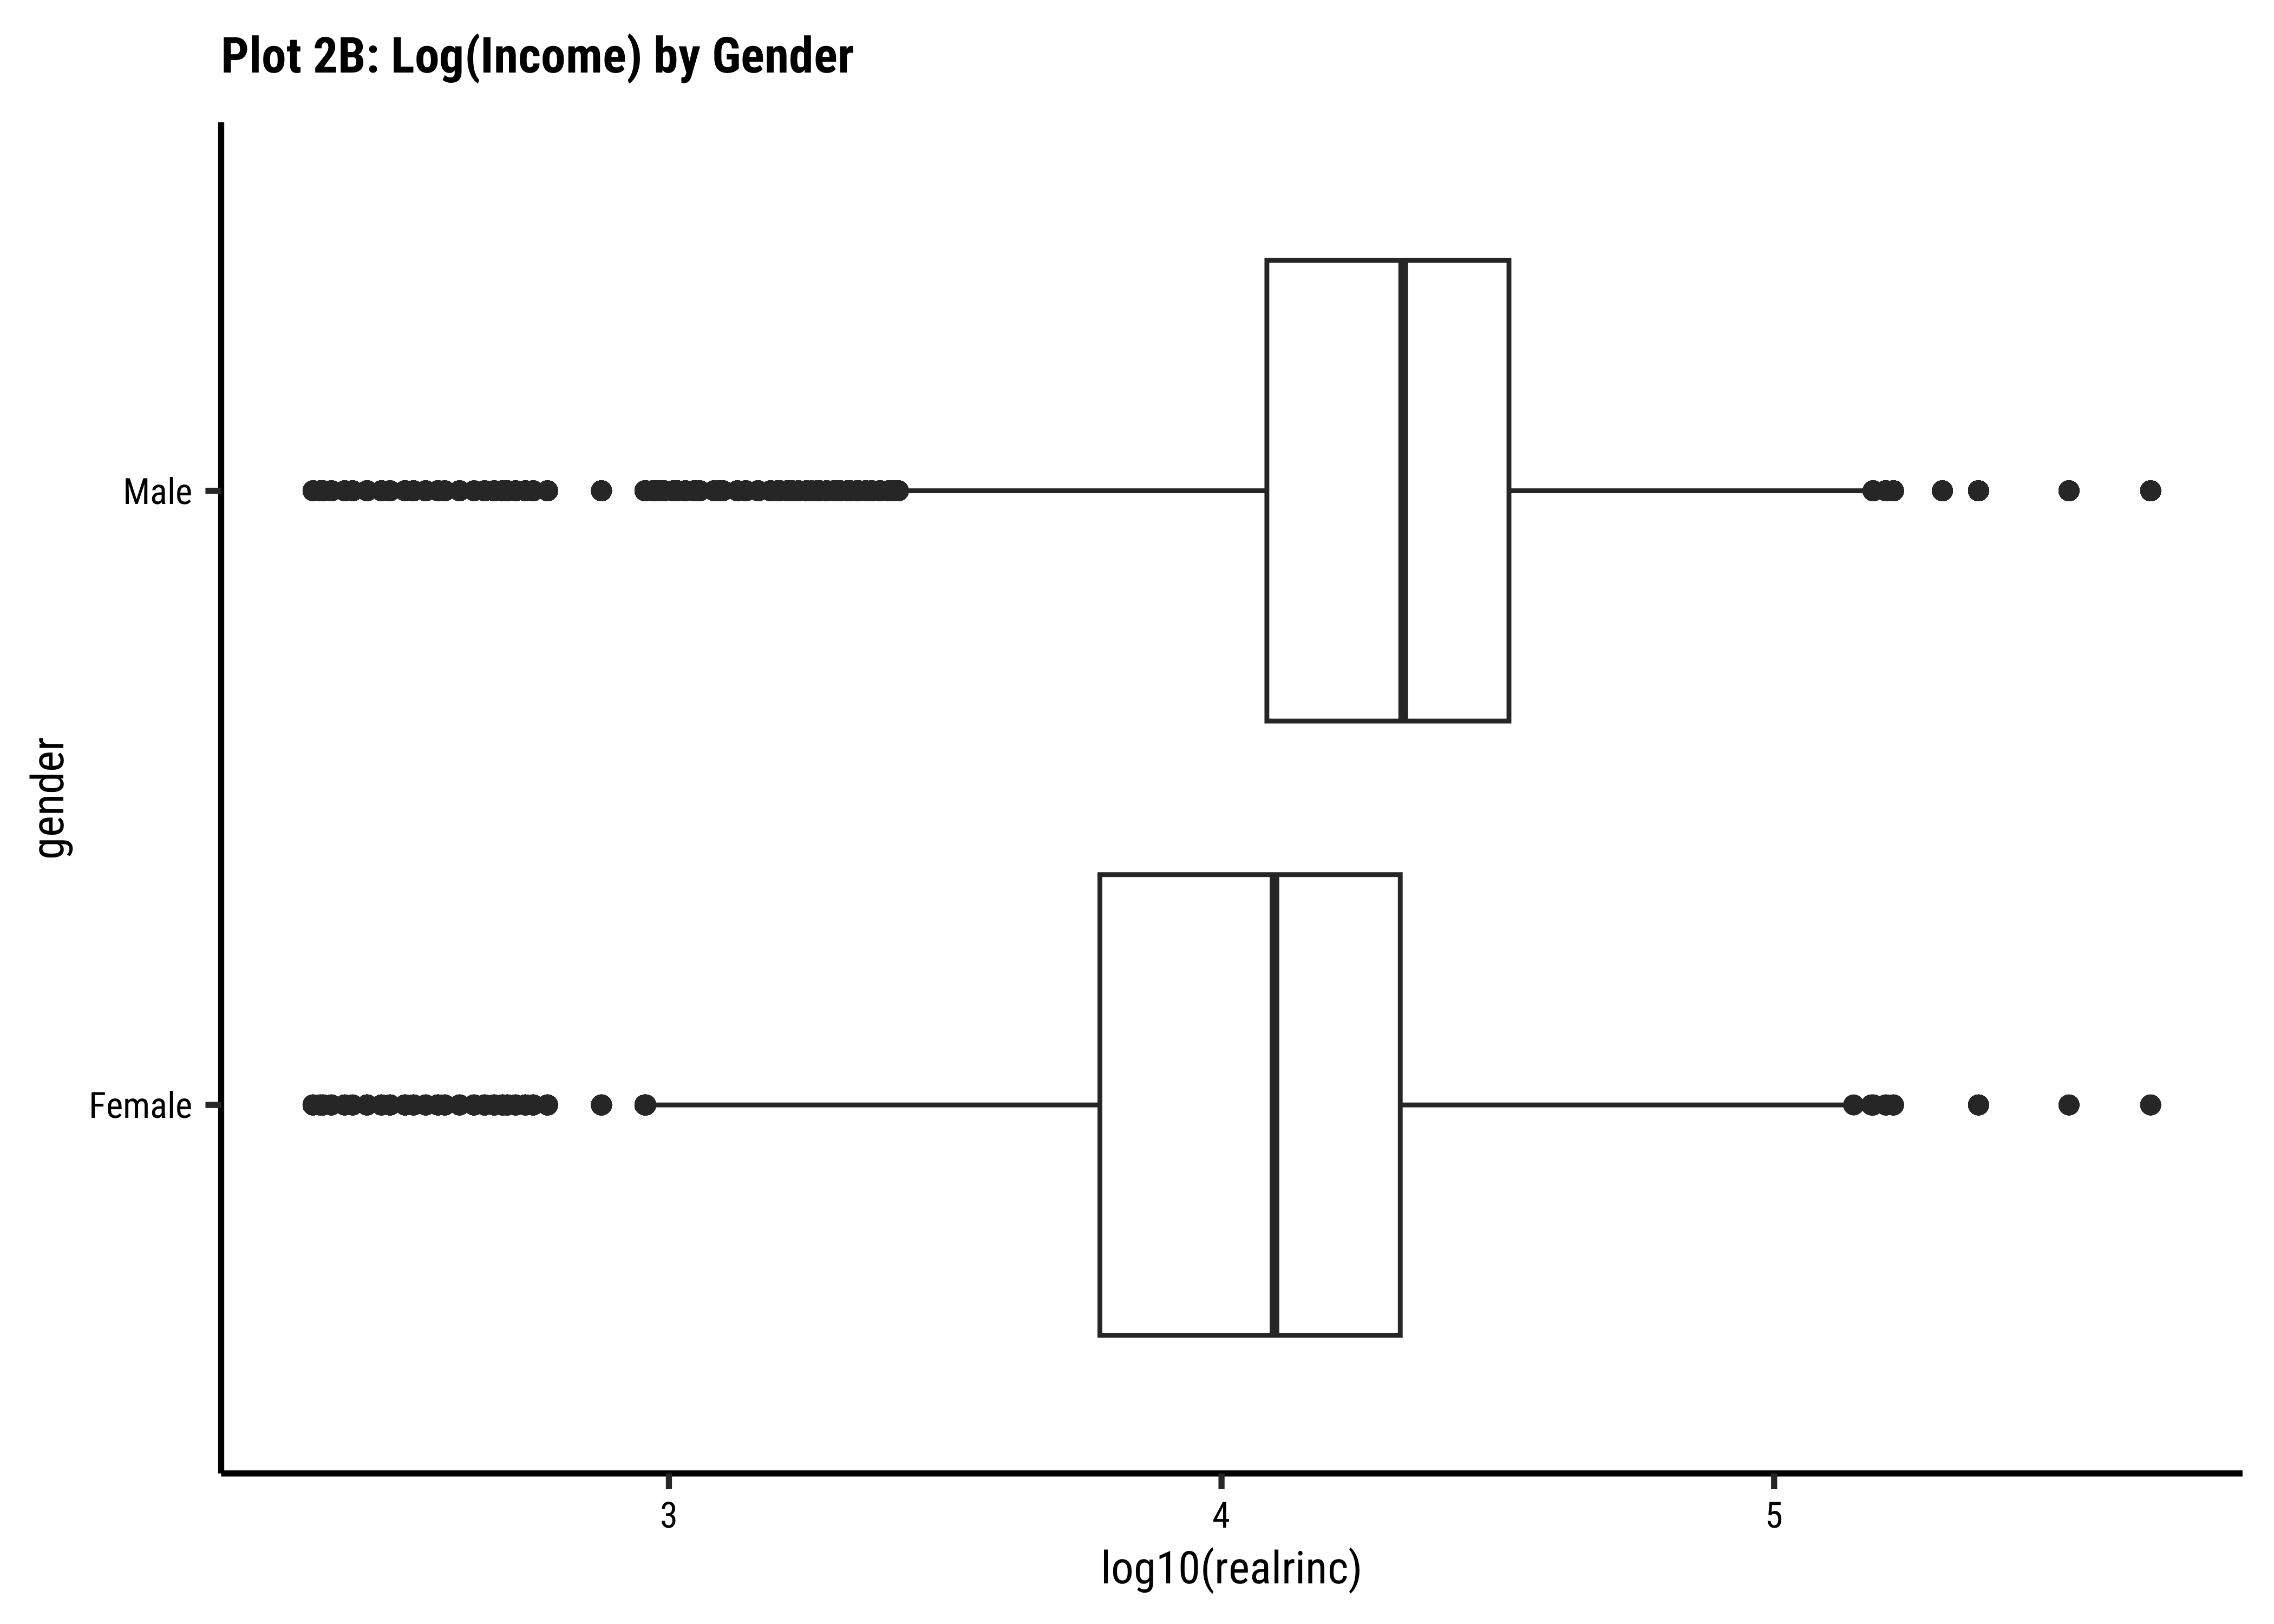 Plot 2B: Log(Income) by Gender
Male
gender
Female
3 4 5
log10(realrinc)